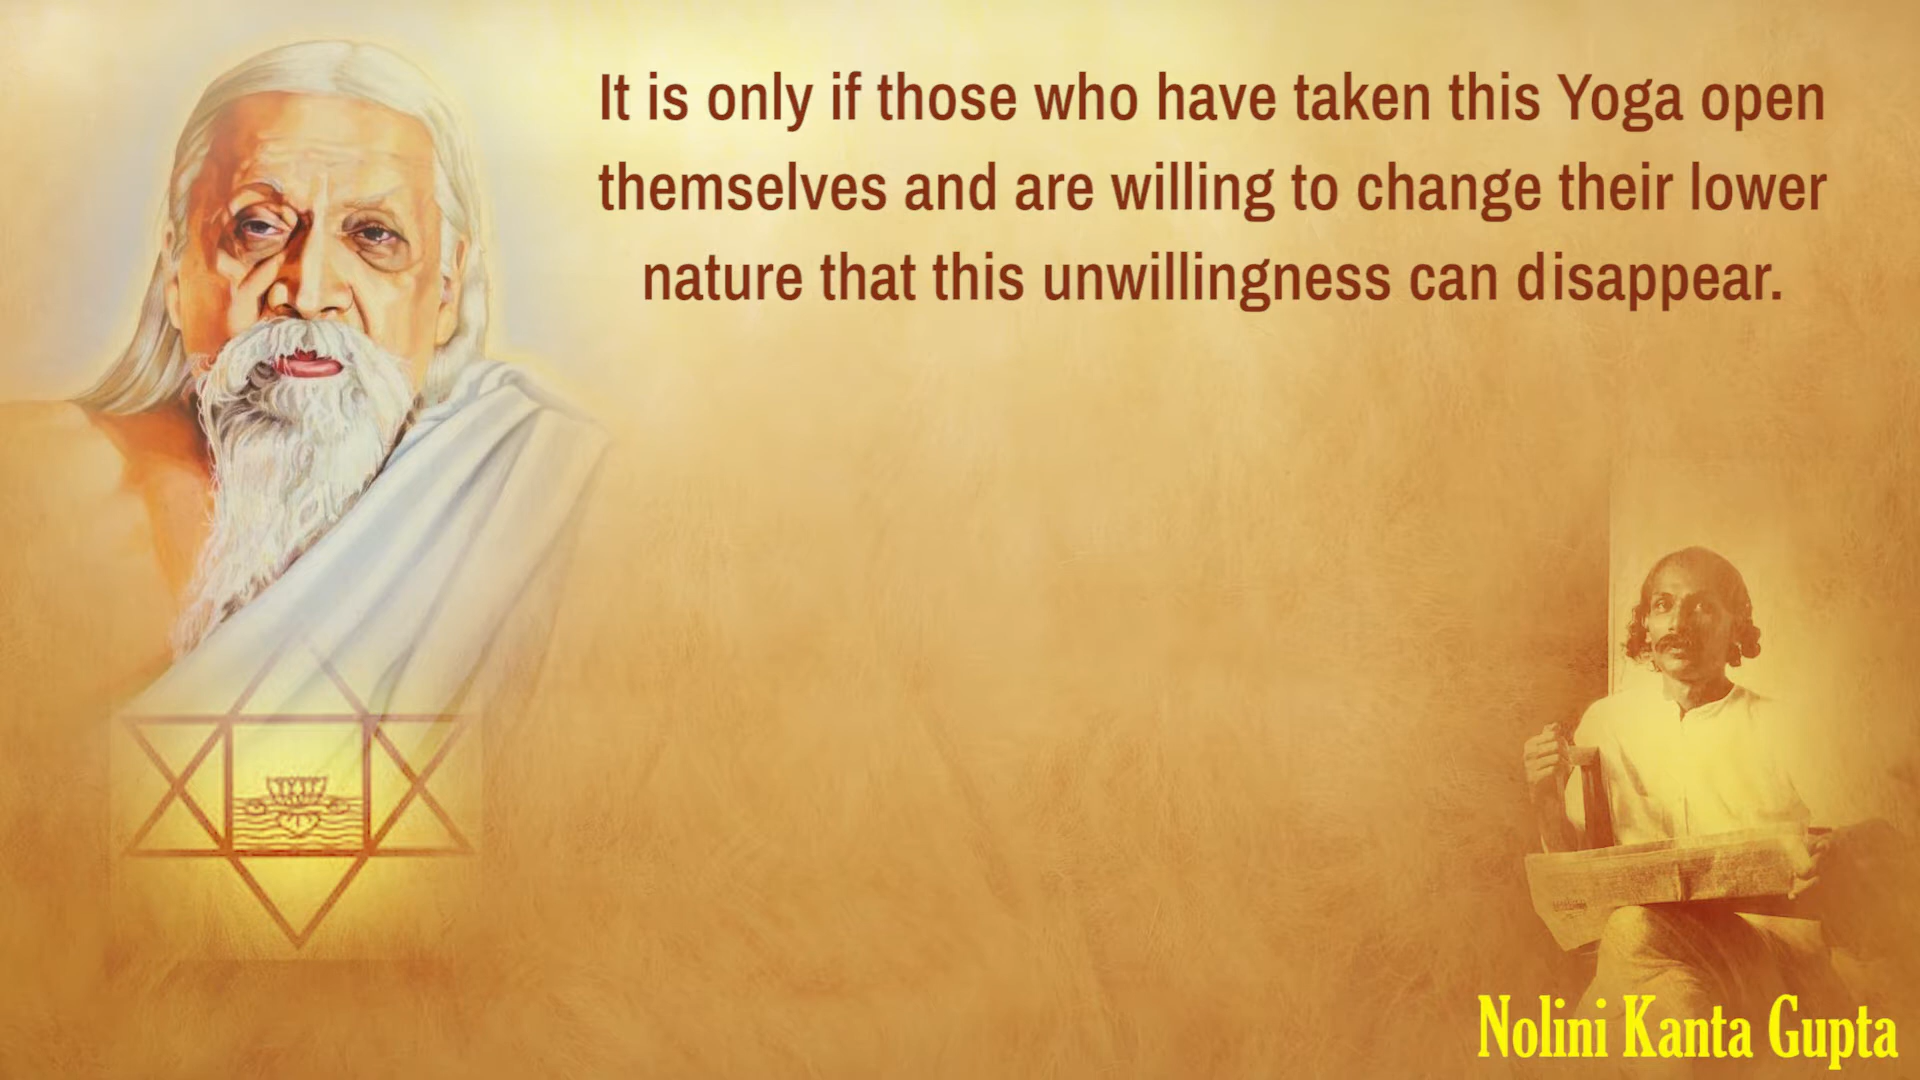 It is only if those who have taken this Yoga open
themselves and are willing to change their lower
nature that this unwillingness can disappear.
Nolini Kanta Gupta